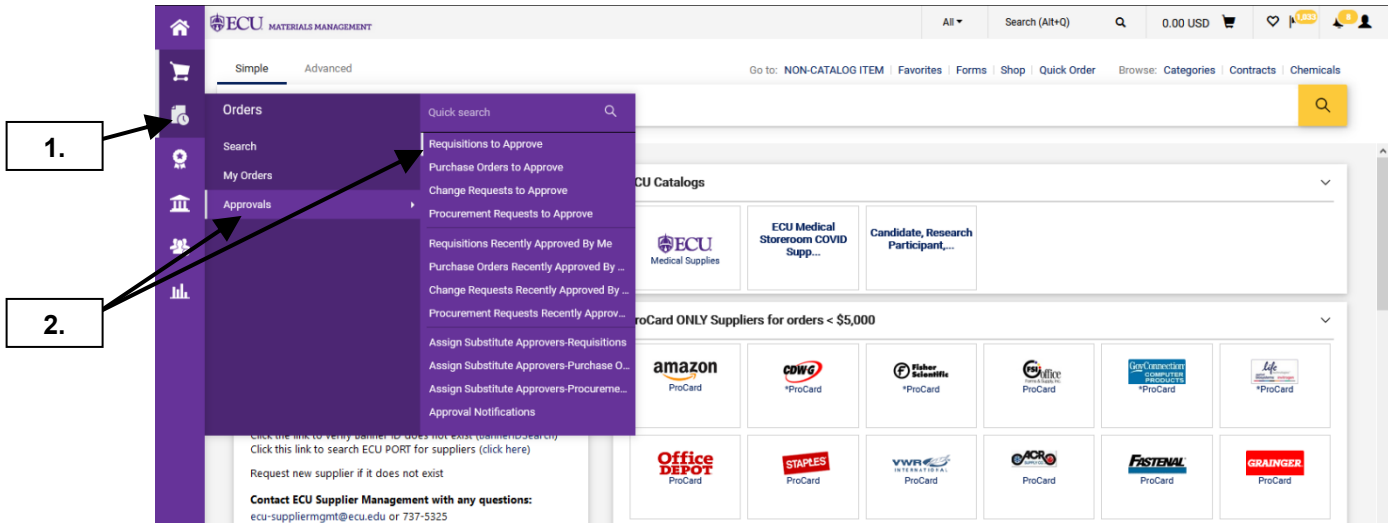 ECU MATERIALS MANAGEMENT
All
Search (Alt+Q)
0.00 USD
Simple
Advanced
Go to: NON-CATALOG ITEM | Favorites | Forms | Shop | Quick Order
Browse: Categories | Contracts | Chemicals
1.
2.
Orders
Search
My Orders
Approvals
Quick search
Requisitions to Approve
Purchase Orders to Approve
Change Requests to Approve
Procurement Requests to Approve
Requisitions Recently Approved By Me
Purchase Orders Recently Approved By ...
Change Requests Recently Approved By ...
Procurement Requests Recently Approv...
Assign Substitute Approvers-Requisitions
Assign Substitute Approvers-Purchase O...
Assign Substitute Approvers-Procureme...
Approval Notifications
CU Catalogs
ECU
Medical Supplies
ECU Medical
Storeroom COVID
Supp...
Candidate, Research
Participant,...
roCard ONLY Suppliers for orders < $5,000
amazon
ProCard
CDWG
*ProCard
Fisher
Scientific
*ProCard
FSI office
ProCard
GovConnection
COMPUTER
PRODUCTS
*ProCard
Life
*ProCard
Office
DEPOT
ProCard
STAPLES
ProCard
VWR
INTERNATIONAL
ProCard
ACR
ProCard
FASTENAL
ProCard
GRAINGER
ProCard
Click the link to verify Banner ID does not exist (BannerIDSearch)
Click this link to search ECU PORT for suppliers (click here)
Request new supplier if it does not exist
Contact ECU Supplier Management with any questions:
ecu-suppliermgmt@ecu.edu or 737-5325